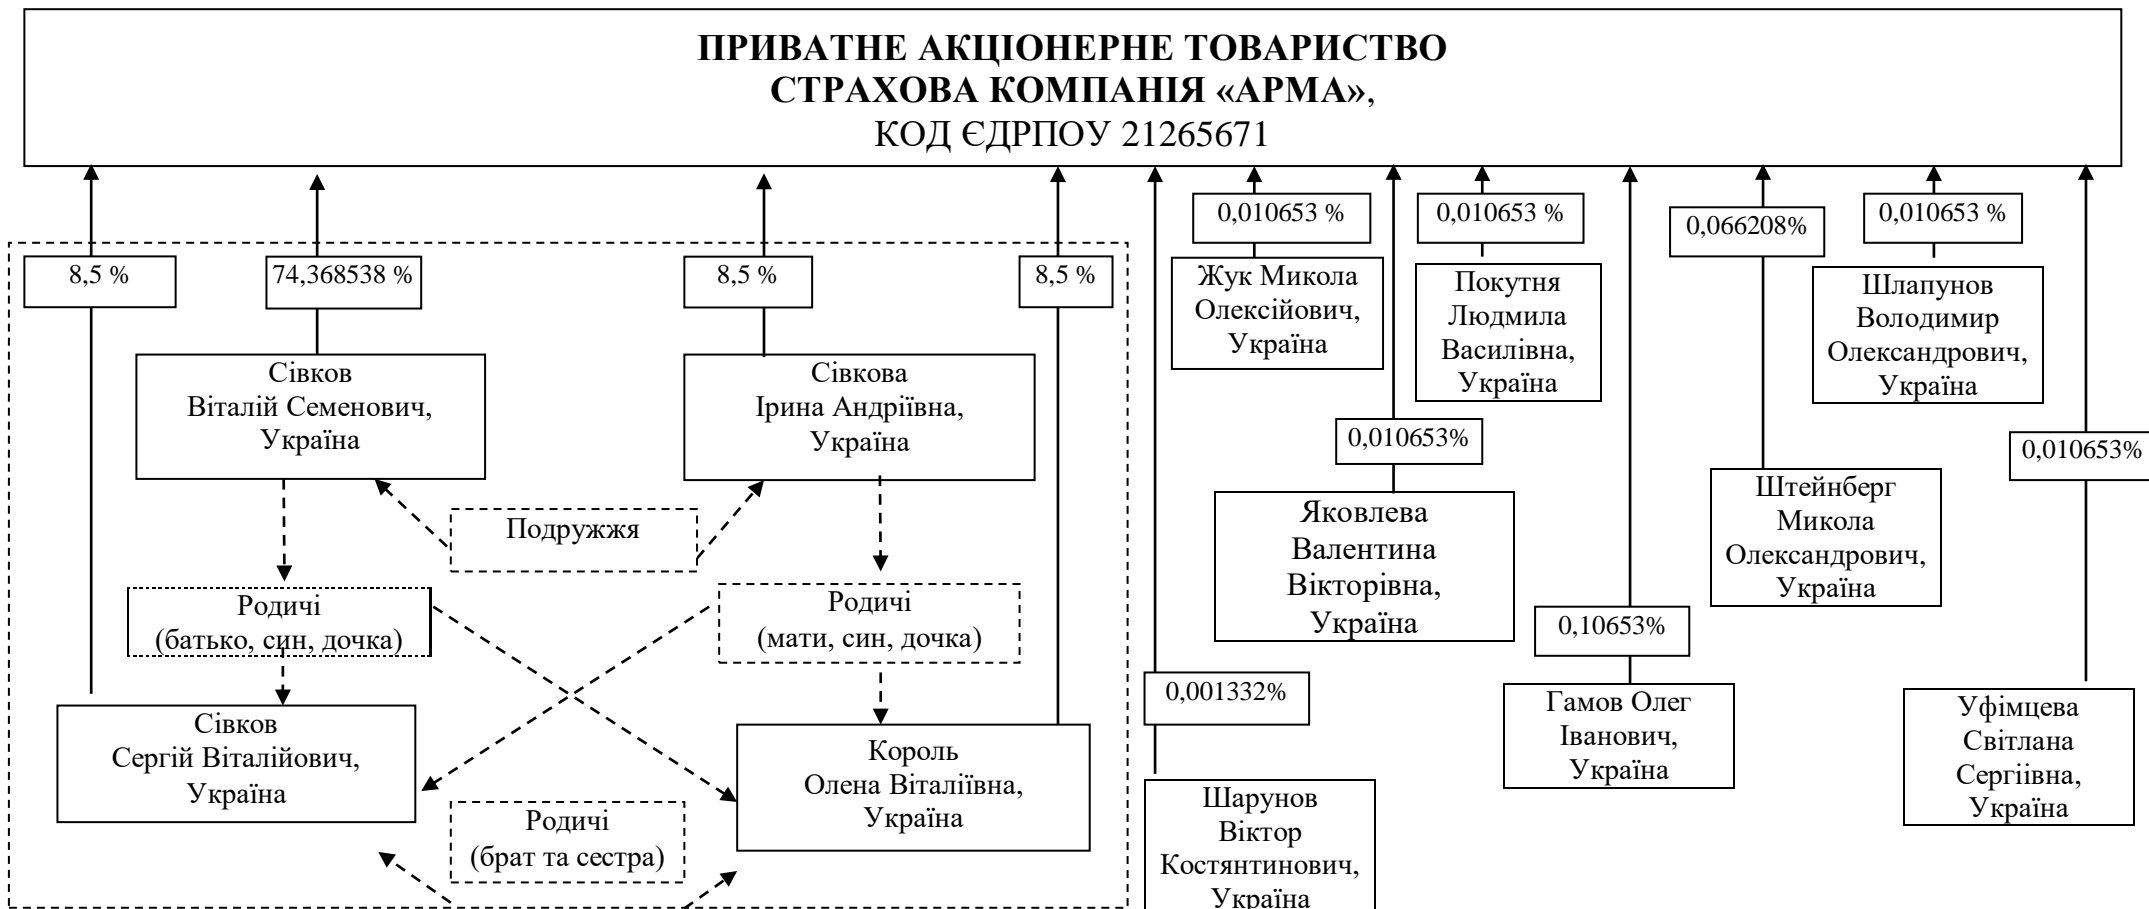 ПРИВАТНЕ АКЦІОНЕРНЕ ТОВАРИСТВО
СТРАХОВА КОМПАНІЯ «АРМА»,
КОД ЄДРПОУ 21265671
8,5 %
74,368538 %
8,5 %
8,5 %
0,010653 %
0,010653 %
0,066208%
0,010653 %
Жук Микола
Олексійович,
Україна
Покутня
Людмила
Василівна,
Україна
Шлапунов
Володимир
Олександрович,
Україна
Сівков
Віталій Семенович,
Україна
Сівкова
Ірина Андріївна,
Україна
0,010653%
0,010653%
Подружжя
Яковлева
Валентина
Вікторівна,
Україна
Штейнберг
Микола
Олександрович,
Україна
Родичі
(батько, син, дочка)
Родичі
(мати, син, дочка)
0,10653%
0,001332%
Сівков
Сергій Віталійович,
Україна
Король
Олена Віталіївна,
Україна
Гамов Олег
Іванович,
Україна
Уфімцева
Світлана
Сергіівна,
Україна
Родичі
(брат та сестра)
Шарунов
Віктор
Костянтинович,
Україна